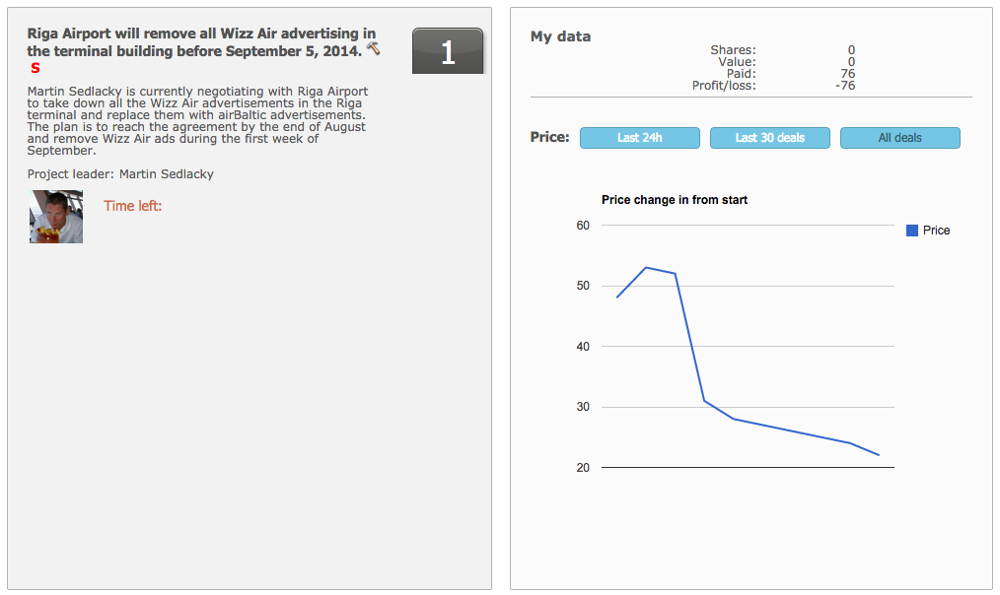 Riga Airport will remove all Wizz Air advertising in
the terminal building before September 5, 2014.
S
1
Martin Sedlacky is currently negotiating with Riga Airport
to take down all the Wizz Air advertisements in the Riga
terminal and replace them with airBaltic advertisements.
The plan is to reach the agreement by the end of August
and remove Wizz Air ads during the first week of
September.
Project leader: Martin Sedlacky
Time left:
My data
Shares: 0
Value: 0
Paid: 76
Profit/loss: -76
Price: Last 24h Last 30 deals All deals
Price change in from start
60
50
40
30
20
Price